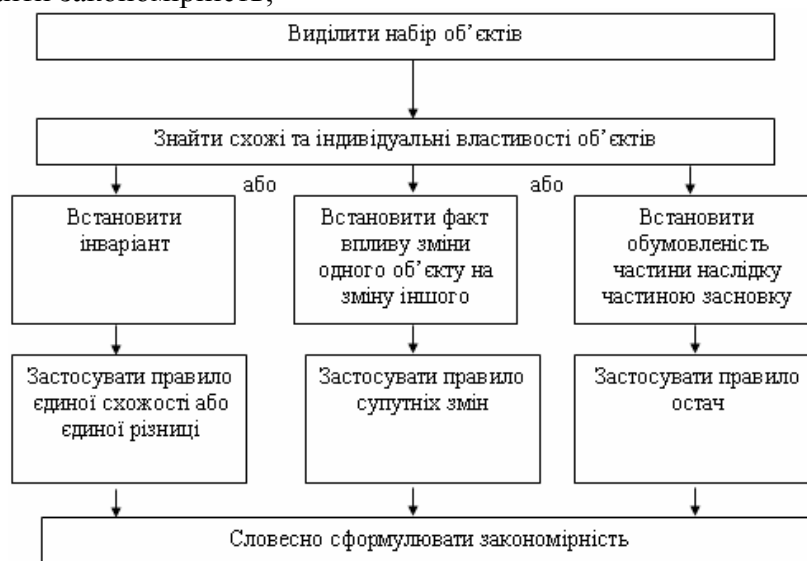 закономірність,
Виділити набір об’єктів
Знайти схожі та індивідуальні властивості об’єктів
або
або
Встановити
інваріант
Встановити факт
впливу зміни
одного об’єкту на
зміну іншого
Встановити
обумовленість
частини наслідку
частиною засновку
Застосувати правило
єдиної схожості або
єдиної різниці
Застосувати правило
супутніх змін
Застосувати правило
остач
Словесно сформулювати закономірність